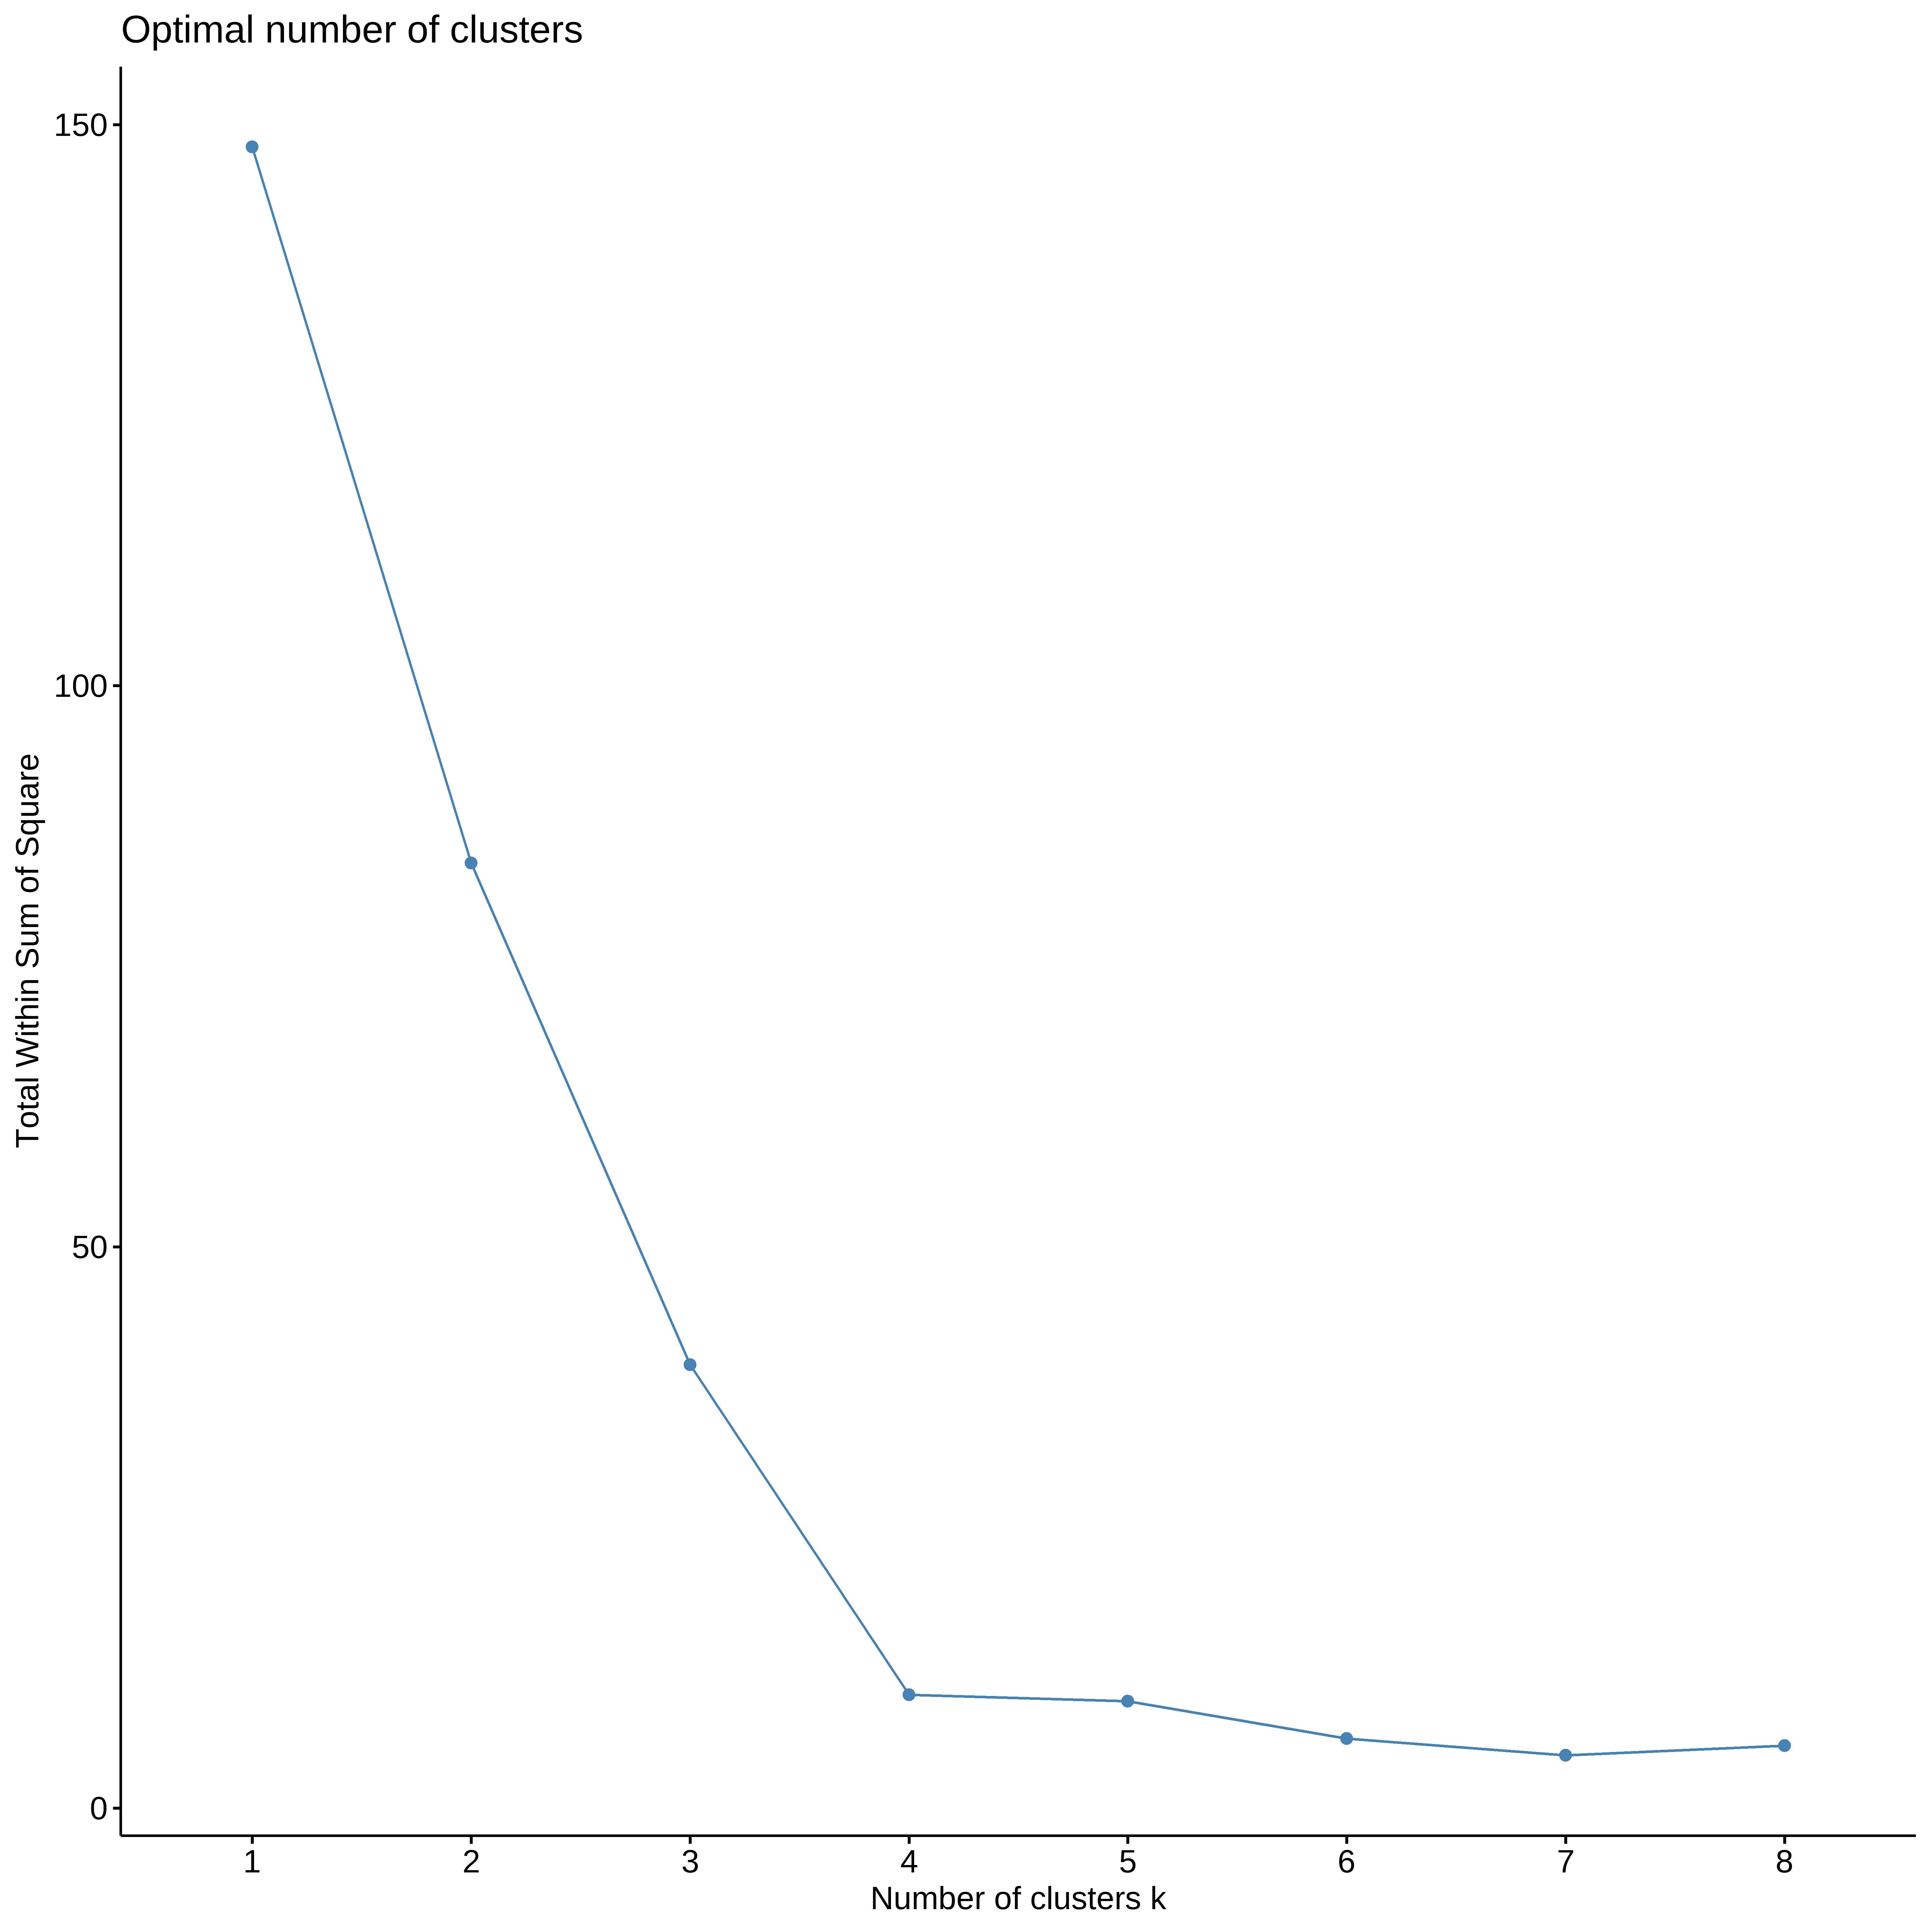 Optimal number of clusters
150
100
50
0
Total Within Sum of Square
1 2 3 4 5 6 7 8
Number of clusters k